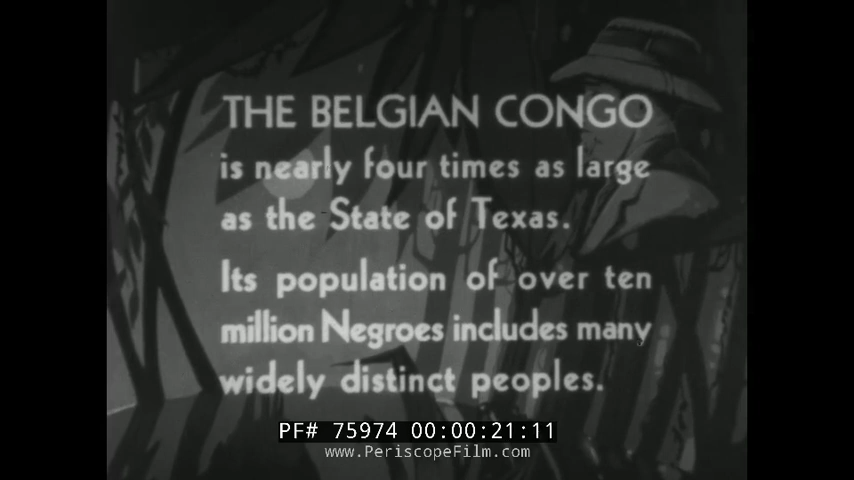 THE BELGIAN CONGO
is nearly four times as large
as the State of Texas.
Its population of over ten
million Negroes includes many
widely distinct peoples.
PF# 75974 00:00:21:11
www.PeriscopeFilm.com